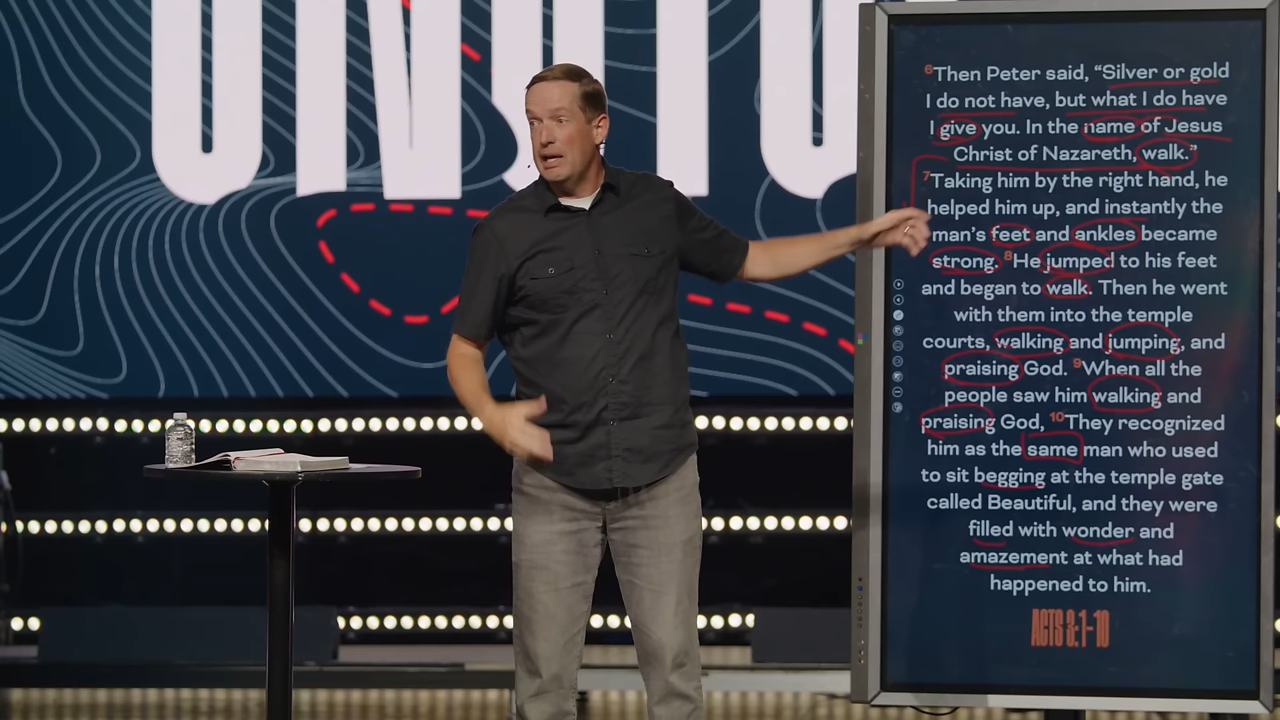 ⁶Then Peter said, “Silver or gold
I do not have, but what I do have
I give you. In the name of Jesus
Christ of Nazareth, walk.”
⁷Taking him by the right hand, he
helped him up, and instantly the
man’s feet and ankles became
strong. ⁸He jumped to his feet
and began to walk. Then he went
with them into the temple
courts, walking and jumping, and
praising God. ⁹When all the
people saw him walking and
praising God, ¹⁰They recognized
him as the same man who used
to sit begging at the temple gate
called Beautiful, and they were
filled with wonder and
amazement at what had
happened to him.
ACTS 3:1-10